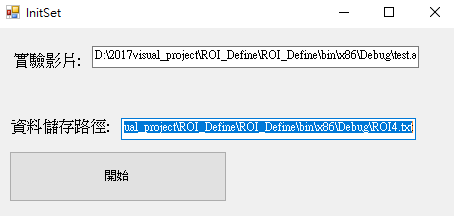 InitSet
實驗影片:
D:\2017visual_project\ROI_Define\ROI_Define\bin\x86\Debug\test.a
資料儲存路徑:
ual_project\ROI_Define\ROI_Define\bin\x86\Debug\ROI4.txt
開始